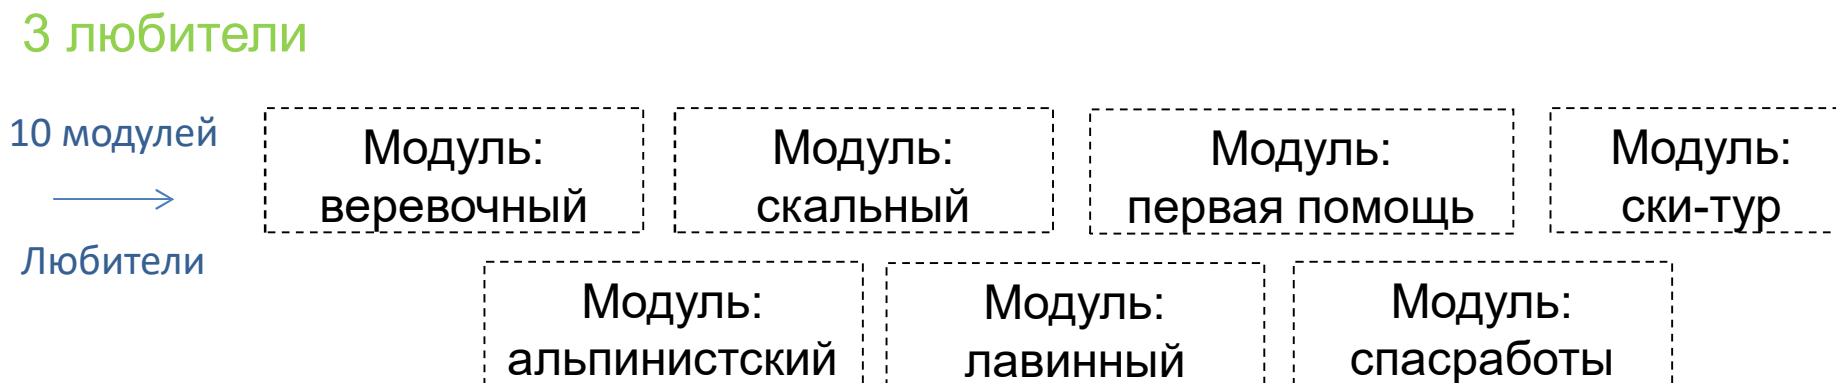 3 любители
10 модулей
Любители
Модуль:
веревочный
Модуль:
скальный
Модуль:
первая помощь
Модуль:
ски-тур
Модуль:
альпинистский
Модуль:
лавинный
Модуль:
спасработы